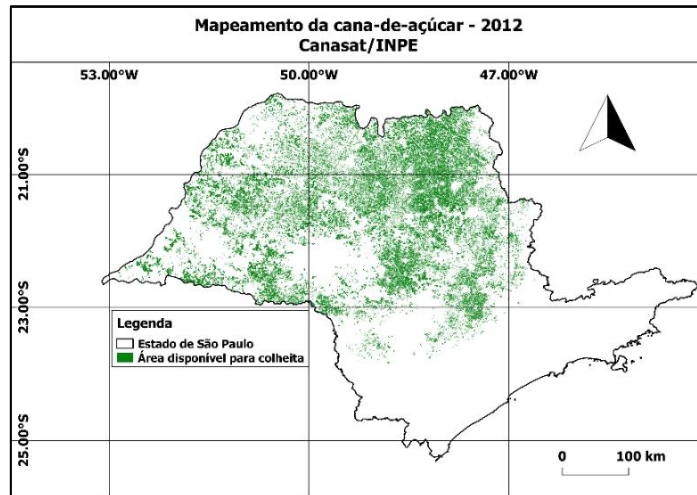 Mapeamento da cana-de-açúcar - 2012
Canasat/INPE
53.00°W
50.00°W
47.00°W
21.00°S
23.00°S
Legenda
Estado de São Paulo
Área disponível para colheita
25.00°S
0 100 km